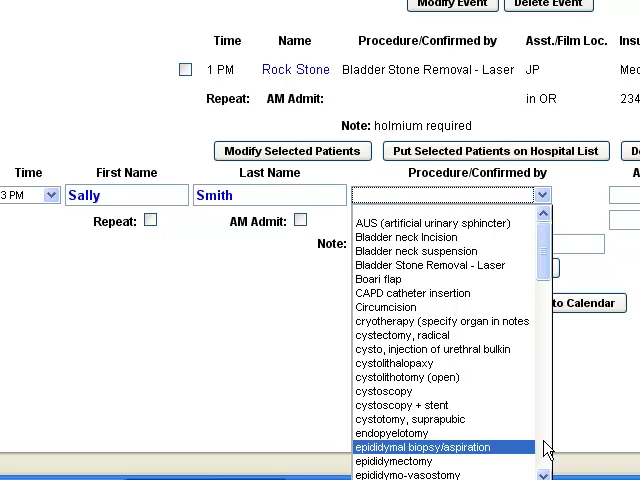 Modify Event Delete Event
Time Name Procedure/Confirmed by Asst./Film Loc.
1 PM Rock Stone Bladder Stone Removal - Laser JP
Repeat: AM Admit: in OR 234
Note: holmium required
Modify Selected Patients Put Selected Patients on Hospital List
Time First Name Last Name Procedure/Confirmed by A
3 PM Sally Smith
Repeat: AM Admit:
Note:
to Calendar
AUS (artificial urinary sphincter)
Bladder neck Incision
Bladder neck suspension
Bladder Stone Removal - Laser
Boari flap
CAPD catheter insertion
Circumcision
cryotherapy (specify organ in notes
cystectomy, radical
cysto, injection of urethral bulkin
cystolithalopaxy
cystolithotomy (open)
cystoscopy
cystoscopy + stent
cystotomy, suprapubic
endopyelotomy
epididymal biopsy/aspiration
epididymectomy
epididymo-vasostomy